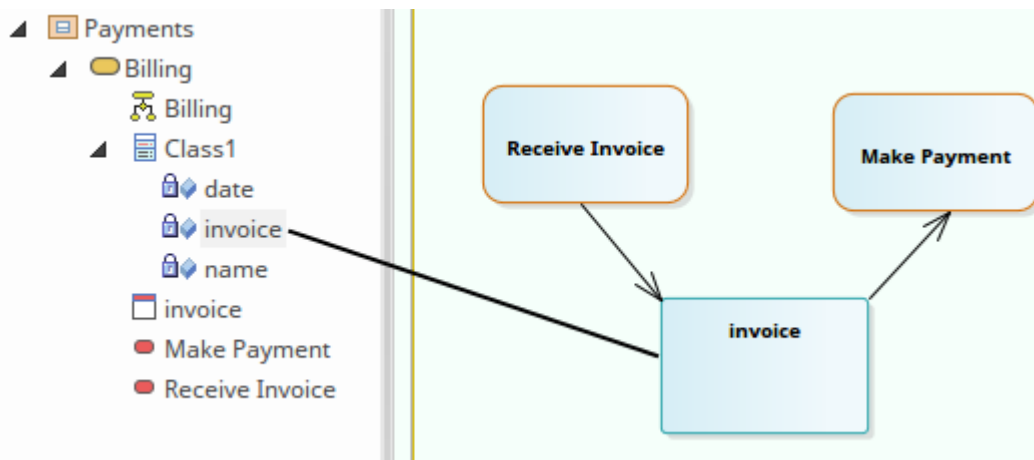 Payments
Billing
Billing
Class1
date
invoice
name
invoice
Make Payment
Receive Invoice
Receive Invoice
Make Payment
invoice